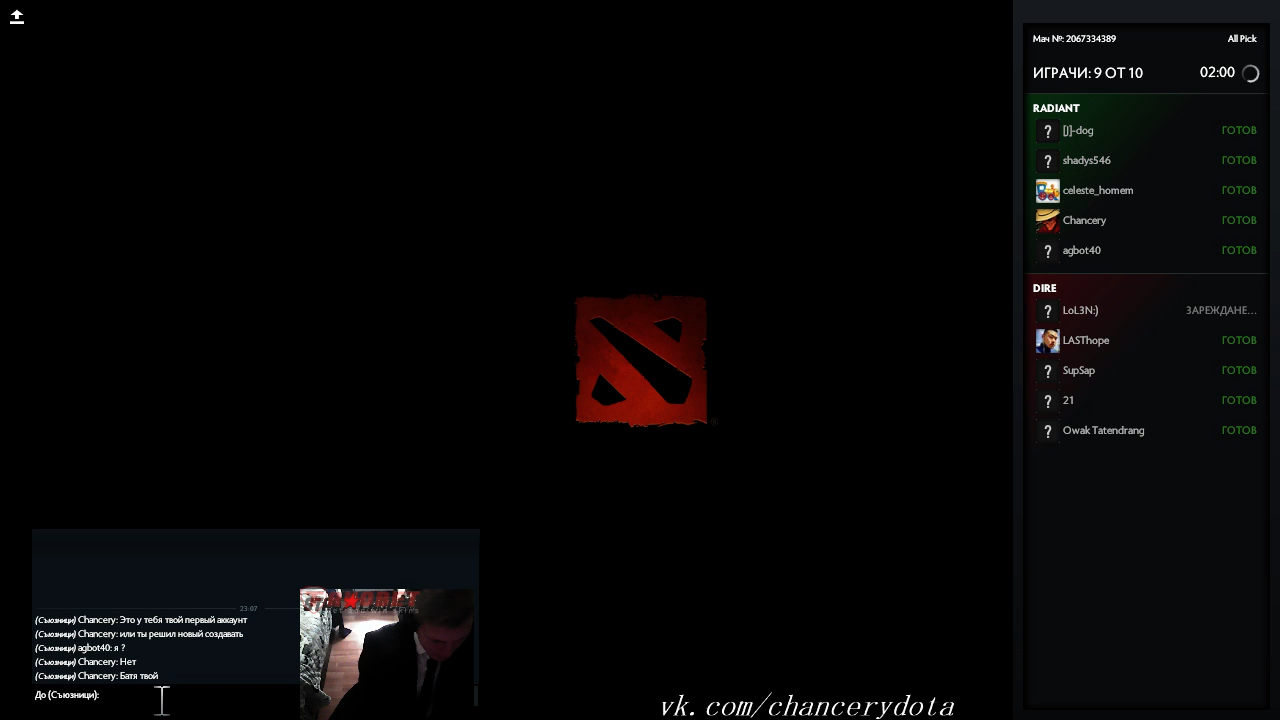 Мач №: 2067334389 All Pick
ИГРАЧИ: 9 ОТ 10 02:00
RADIANT
[J]-dog ГОТОВ
shadys546 ГОТОВ
celeste_homem ГОТОВ
Chancery ГОТОВ
agbot40 ГОТОВ
DIRE
LoL3N:) ЗАРЕЖДАНЕ...
LASThope ГОТОВ
SupSap ГОТОВ
21 ГОТОВ
Owak Tatendrang ГОТОВ
23:07
(Съюзници) Chancery: Это у тебя твой первый аккаунт
(Съюзници) Chancery: или ты решил новый создавать
(Съюзници) agbot40: я ?
(Съюзници) Chancery: Нет
(Съюзници) Chancery: Батя твой
До (Съюзници):
vk.com/chancerydota